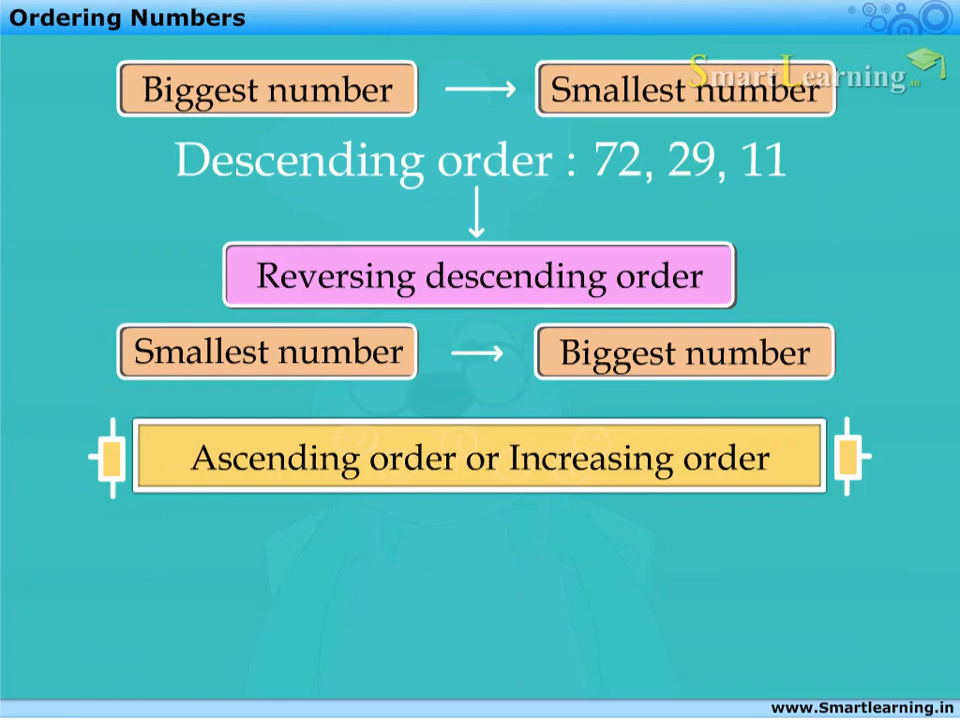 Ordering Numbers
Biggest number → Smallest number
SmartLearning.in
Descending order : 72, 29, 11
Reversing descending order
Smallest number → Biggest number
Ascending order or Increasing order
www.Smartlearning.in